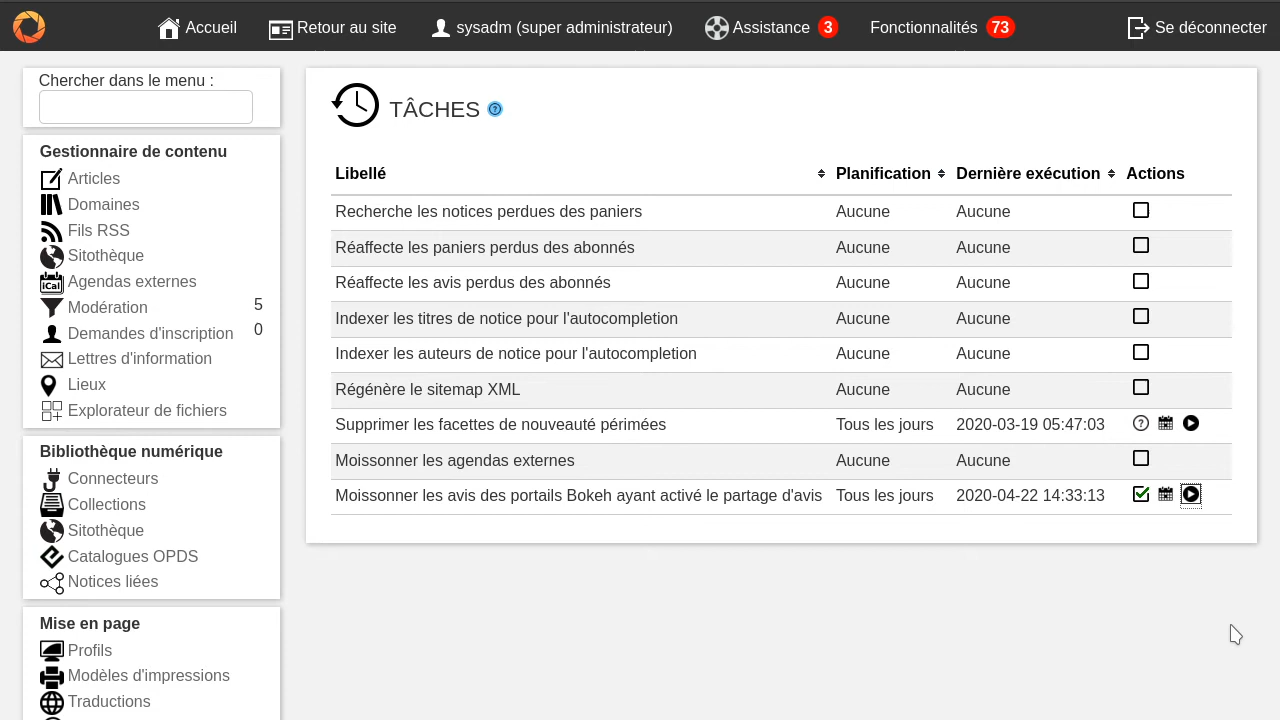 Accueil Retour au site sysadm (super administrateur) Assistance 3 Fonctionnalités 73 Se déconnecter
Chercher dans le menu :
Gestionnaire de contenu
Articles
Domaines
Fils RSS
Sitothèque
iCal Agendas externes
Modération 5
Demandes d'inscription 0
Lettres d'information
Lieux
Explorateur de fichiers
Bibliothèque numérique
Connecteurs
Collections
Sitothèque
Catalogues OPDS
Notices liées
Mise en page
Profils
Modèles d'impressions
Traductions
TÂCHES ?
Libellé Planification Dernière exécution Actions
Recherche les notices perdues des paniers Aucune Aucune
Réaffecte les paniers perdus des abonnés Aucune Aucune
Réaffecte les avis perdus des abonnés Aucune Aucune
Indexer les titres de notice pour l'autocompletion Aucune Aucune
Indexer les auteurs de notice pour l'autocompletion Aucune Aucune
Régénère le sitemap XML Aucune Aucune
Supprimer les facettes de nouveauté périmées Tous les jours 2020-03-19 05:47:03 ?
Moissonner les agendas externes Aucune Aucune
Moissonner les avis des portails Bokeh ayant activé le partage d'avis Tous les jours 2020-04-22 14:33:13